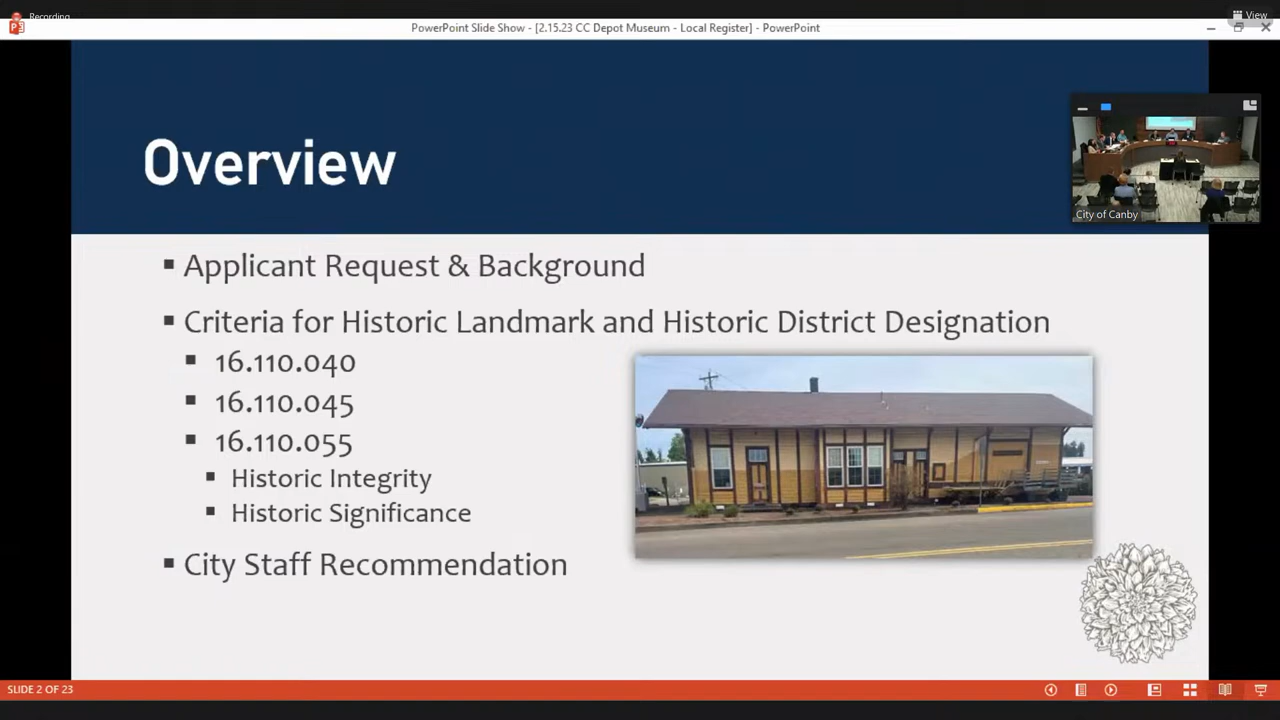 Recording
PowerPoint Slide Show - [2.15.23 CC Depot Museum - Local Register] - PowerPoint
View
Overview
City of Canby
▪ Applicant Request & Background
▪ Criteria for Historic Landmark and Historic District Designation
▪ 16.110.040
▪ 16.110.045
▪ 16.110.055
▪ Historic Integrity
▪ Historic Significance
▪ City Staff Recommendation
SLIDE 2 OF 23